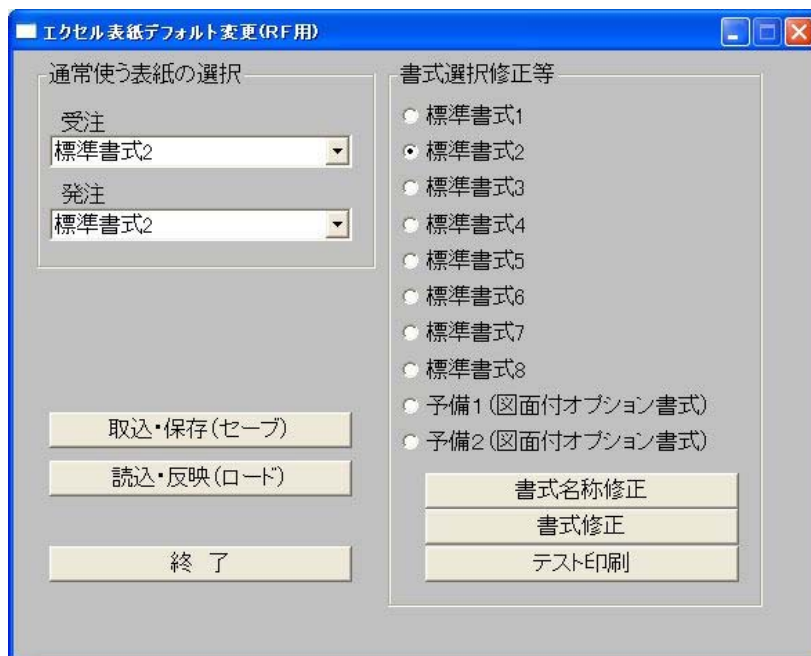 エクセル表紙デフォルト変更(RF用)
通常使う表紙の選択
受注
標準書式2
発注
標準書式2
取込・保存(セーブ)
読込・反映(ロード)
終 了
書式選択修正等
標準書式1
標準書式2
標準書式3
標準書式4
標準書式5
標準書式6
標準書式7
標準書式8
予備1(図面付オプション書式)
予備2(図面付オプション書式)
書式名称修正
書式修正
テスト印刷